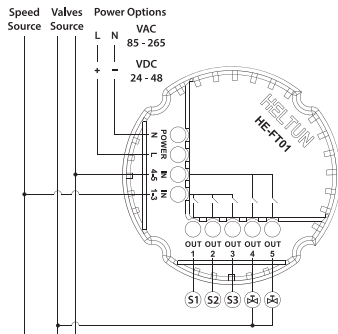 Speed Source
Valves Source
Power Options
L N VAC
85 - 265
+ − VDC
24 - 48
HELTUN
HE-FT01
N
L
POWER
4-5 IN
1-3 IN
OUT 1
OUT 2
OUT 3
OUT 4
OUT 5
S1 S2 S3